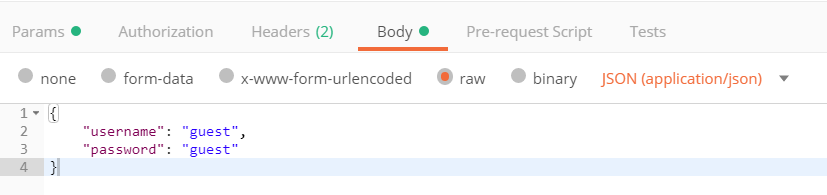 Params Authorization Headers (2) Body Pre-request Script Tests
none form-data x-www-form-urlencoded raw binary JSON (application/json)
1 {
2 "username": "guest",
3 "password": "guest"
4 }